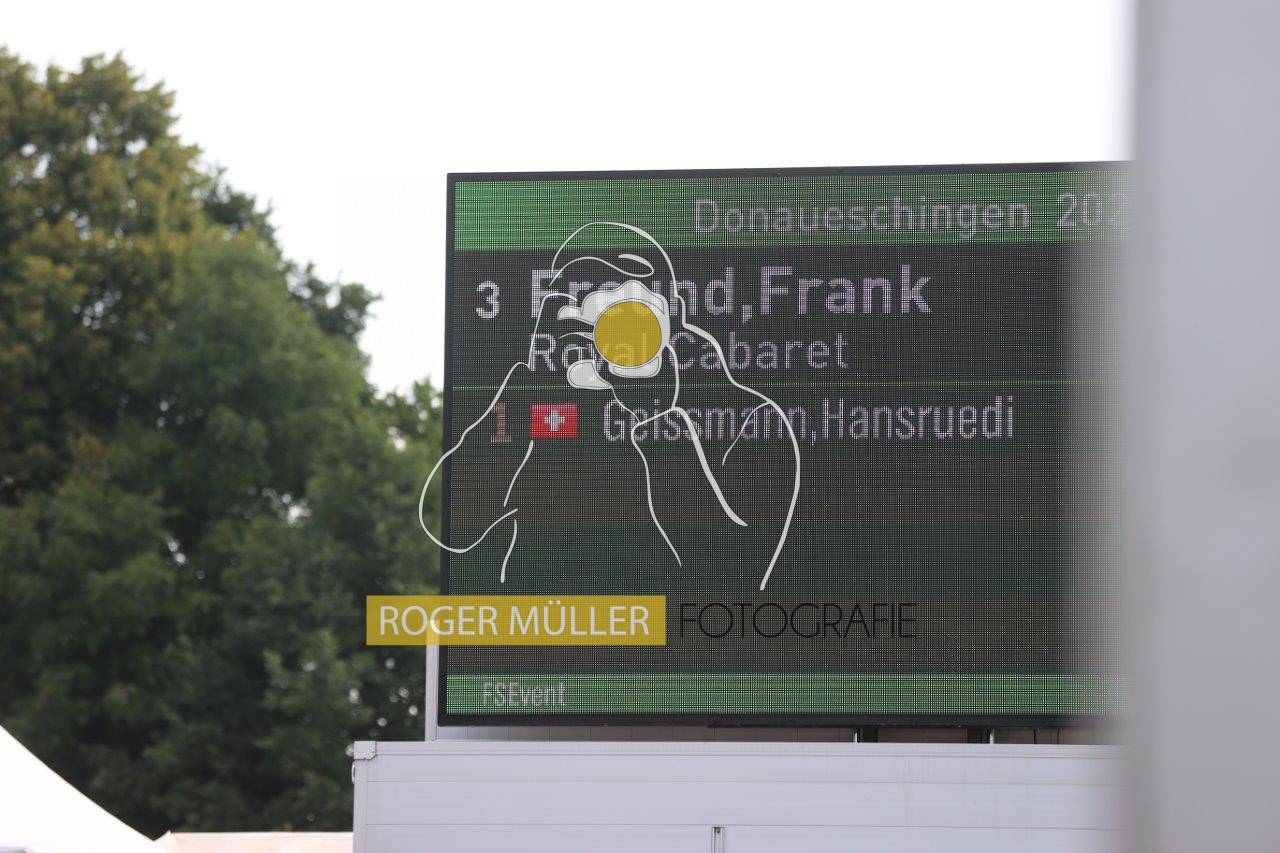 Donaueschingen 202
3 Freund,Frank
Royal Cabaret
1 Geissmann,Hansruedi
ROGER MÜLLER FOTOGRAFIE
FSEvent